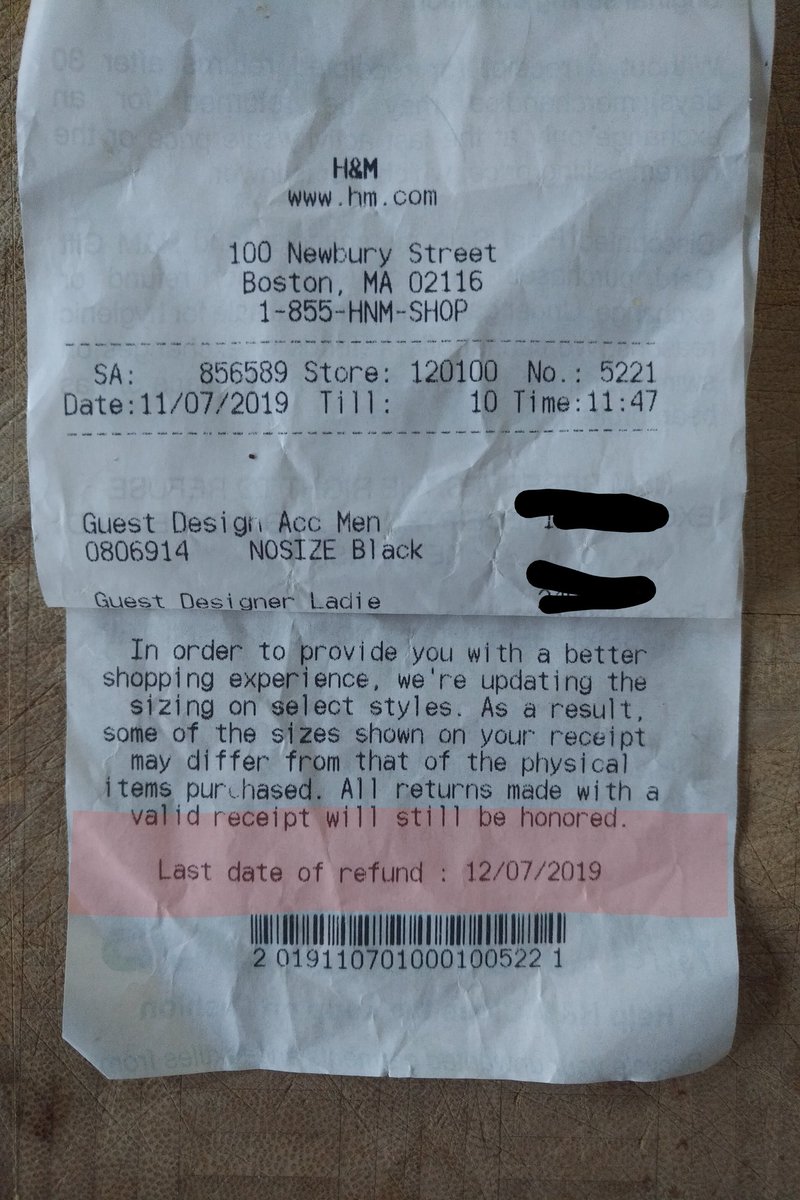 H&M
www.hm.com
100 Newbury Street
Boston, MA 02116
1-855-HNM-SHOP
SA: 856589 Store: 120100 No.: 5221
Date:11/07/2019 Till: 10 Time:11:47
Guest Design Acc Men
0806914 NOSIZE Black
Guest Designer Ladie
In order to provide you with a better
shopping experience, we're updating the
sizing on select styles. As a result,
some of the sizes shown on your receipt
may differ from that of the physical
items purchased. All returns made with a
valid receipt will still be honored.
Last date of refund : 12/07/2019
2 019110701000100522 1